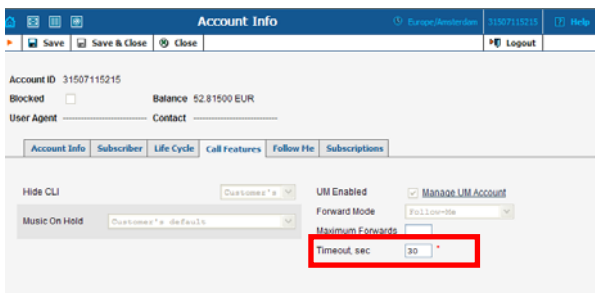 Account Info
Europe/Amsterdam
31507115215
Help
Save
Save & Close
Close
Logout
Account ID 31507115215
Blocked
Balance 52.81500 EUR
User Agent
Contact
Account Info Subscriber Life Cycle Call Features Follow Me Subscriptions
Hide CLI
Customer's
UM Enabled
Manage UM Account
Forward Mode
Follow-Me
Music On Hold
Customer's default
Maximum Forwards
Timeout, sec
30 *